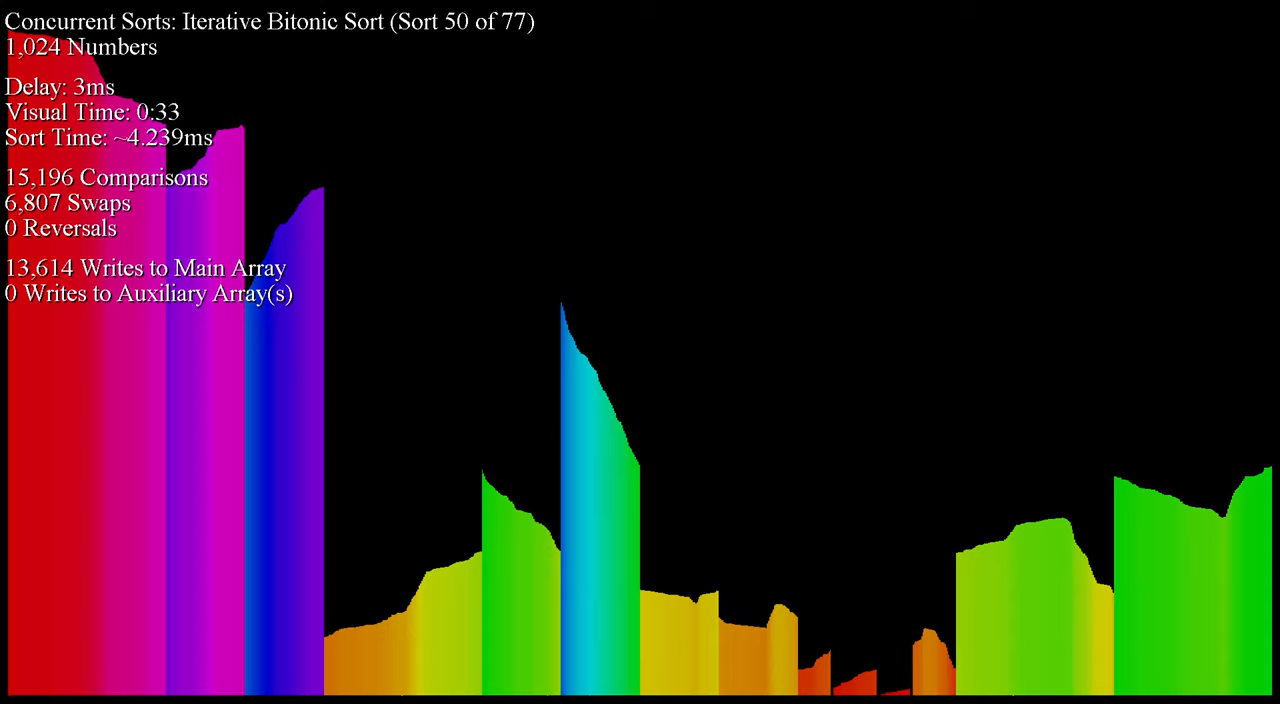 Concurrent Sorts: Iterative Bitonic Sort (Sort 50 of 77)
1,024 Numbers
Delay: 3ms
Visual Time: 0:33
Sort Time: ~4.239ms
15,196 Comparisons
6,807 Swaps
0 Reversals
13,614 Writes to Main Array
0 Writes to Auxiliary Array(s)